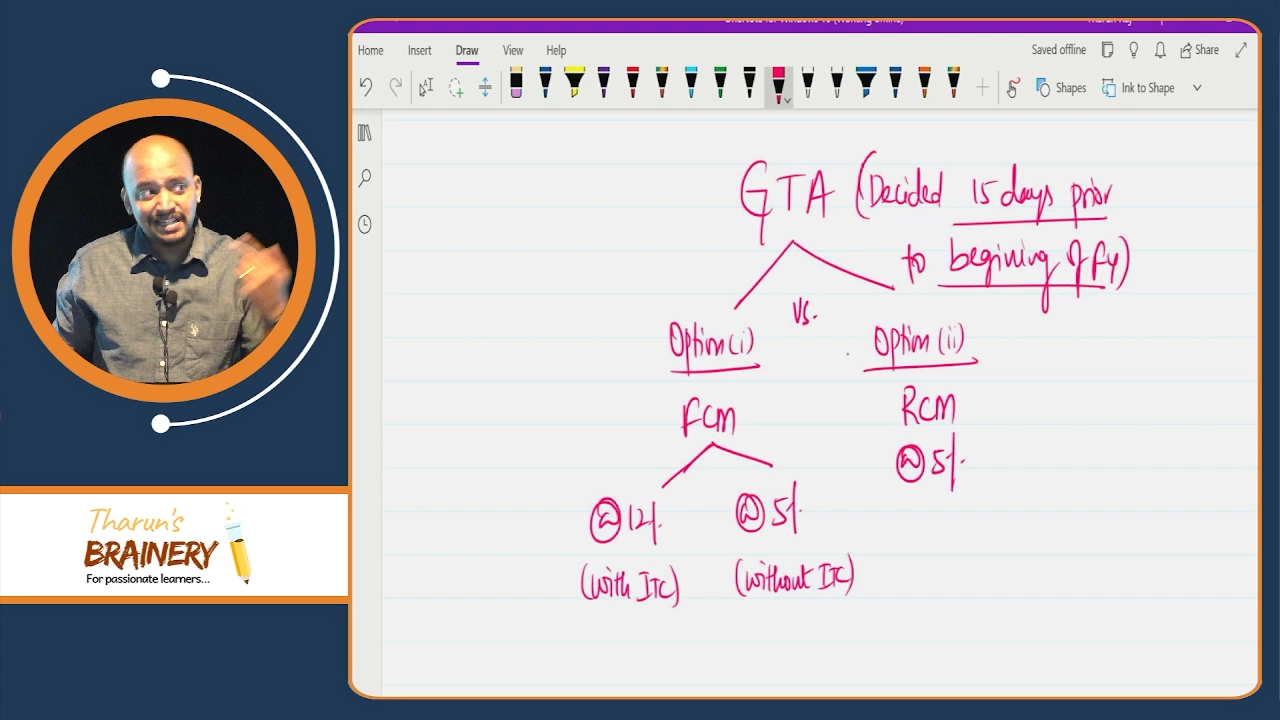 Home Insert Draw View Help Saved offline Share
Shapes Ink to Shape
GTA (Decided 15 days prior
to begining of FY)
Vs.
Option (i) Option (ii)
FCM RCM
@ 5%
@ 12% @ 5%
(with ITC) (without ITC)
Tharun's
BRAINERY
For passionate learners...